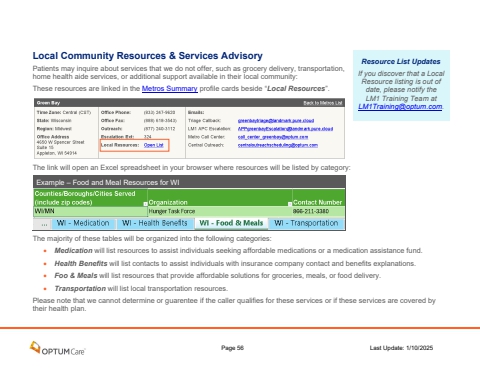 Local Community Resources & Services Advisory
Patients may inquire about services that we do not offer, such as grocery delivery, transportation,
home health aide services, or additional support available in their local community:
These resources are linked in the Metros Summary profile cards beside "Local Resources".
Resource List Updates
If you discover that a Local
Resource listing is out of
date, please notify the
LM1 Training Team at
LM1Training@optum.com.
Green Bay Back to Metros List
Time Zone: Central (CST)
State: Wisconsin
Region: Midwest
Office Address
4650 W Spencer Street
Suite 15
Appleton, WI 54914
Office Phone:
Office Fax:
Outreach:
Escalation Ext: 324
Local Resources: Open List
Emails:
Triage Callback: greenbaytriage@landmark.pure.cloud
LM1 APC Escalation: APPgreenbayEscalation@landmark.pure.cloud
Metro Call Center: call_center_greenbay@optum.com
Central Outreach: centraloutreachscheduling@optum.com
The link will open an Excel spreadsheet in your browser where resources will be listed by category:
Example – Food and Meal Resources for WI
Counties/Boroughs/Cities Served
(include zip codes) Organization Contact Number
WI/MN Hunger Task Force 866-211-3380
... WI - Medication WI - Health Benefits WI - Food & Meals WI - Transportation
The majority of these tables will be organized into the following categories:
• Medication will list resources to assist individuals seeking affordable medications or a medication assistance fund.
• Health Benefits will list contacts to assist individuals with insurance company contact and benefits explanations.
• Foo & Meals will list resources that provide affordable solutions for groceries, meals, or food delivery.
• Transportation will list local transportation resources.
Please note that we cannot determine or guarentee if the caller qualifies for these services or if these services are covered by
their health plan.
OPTUMCare Page 56 Last Update: 1/10/2025